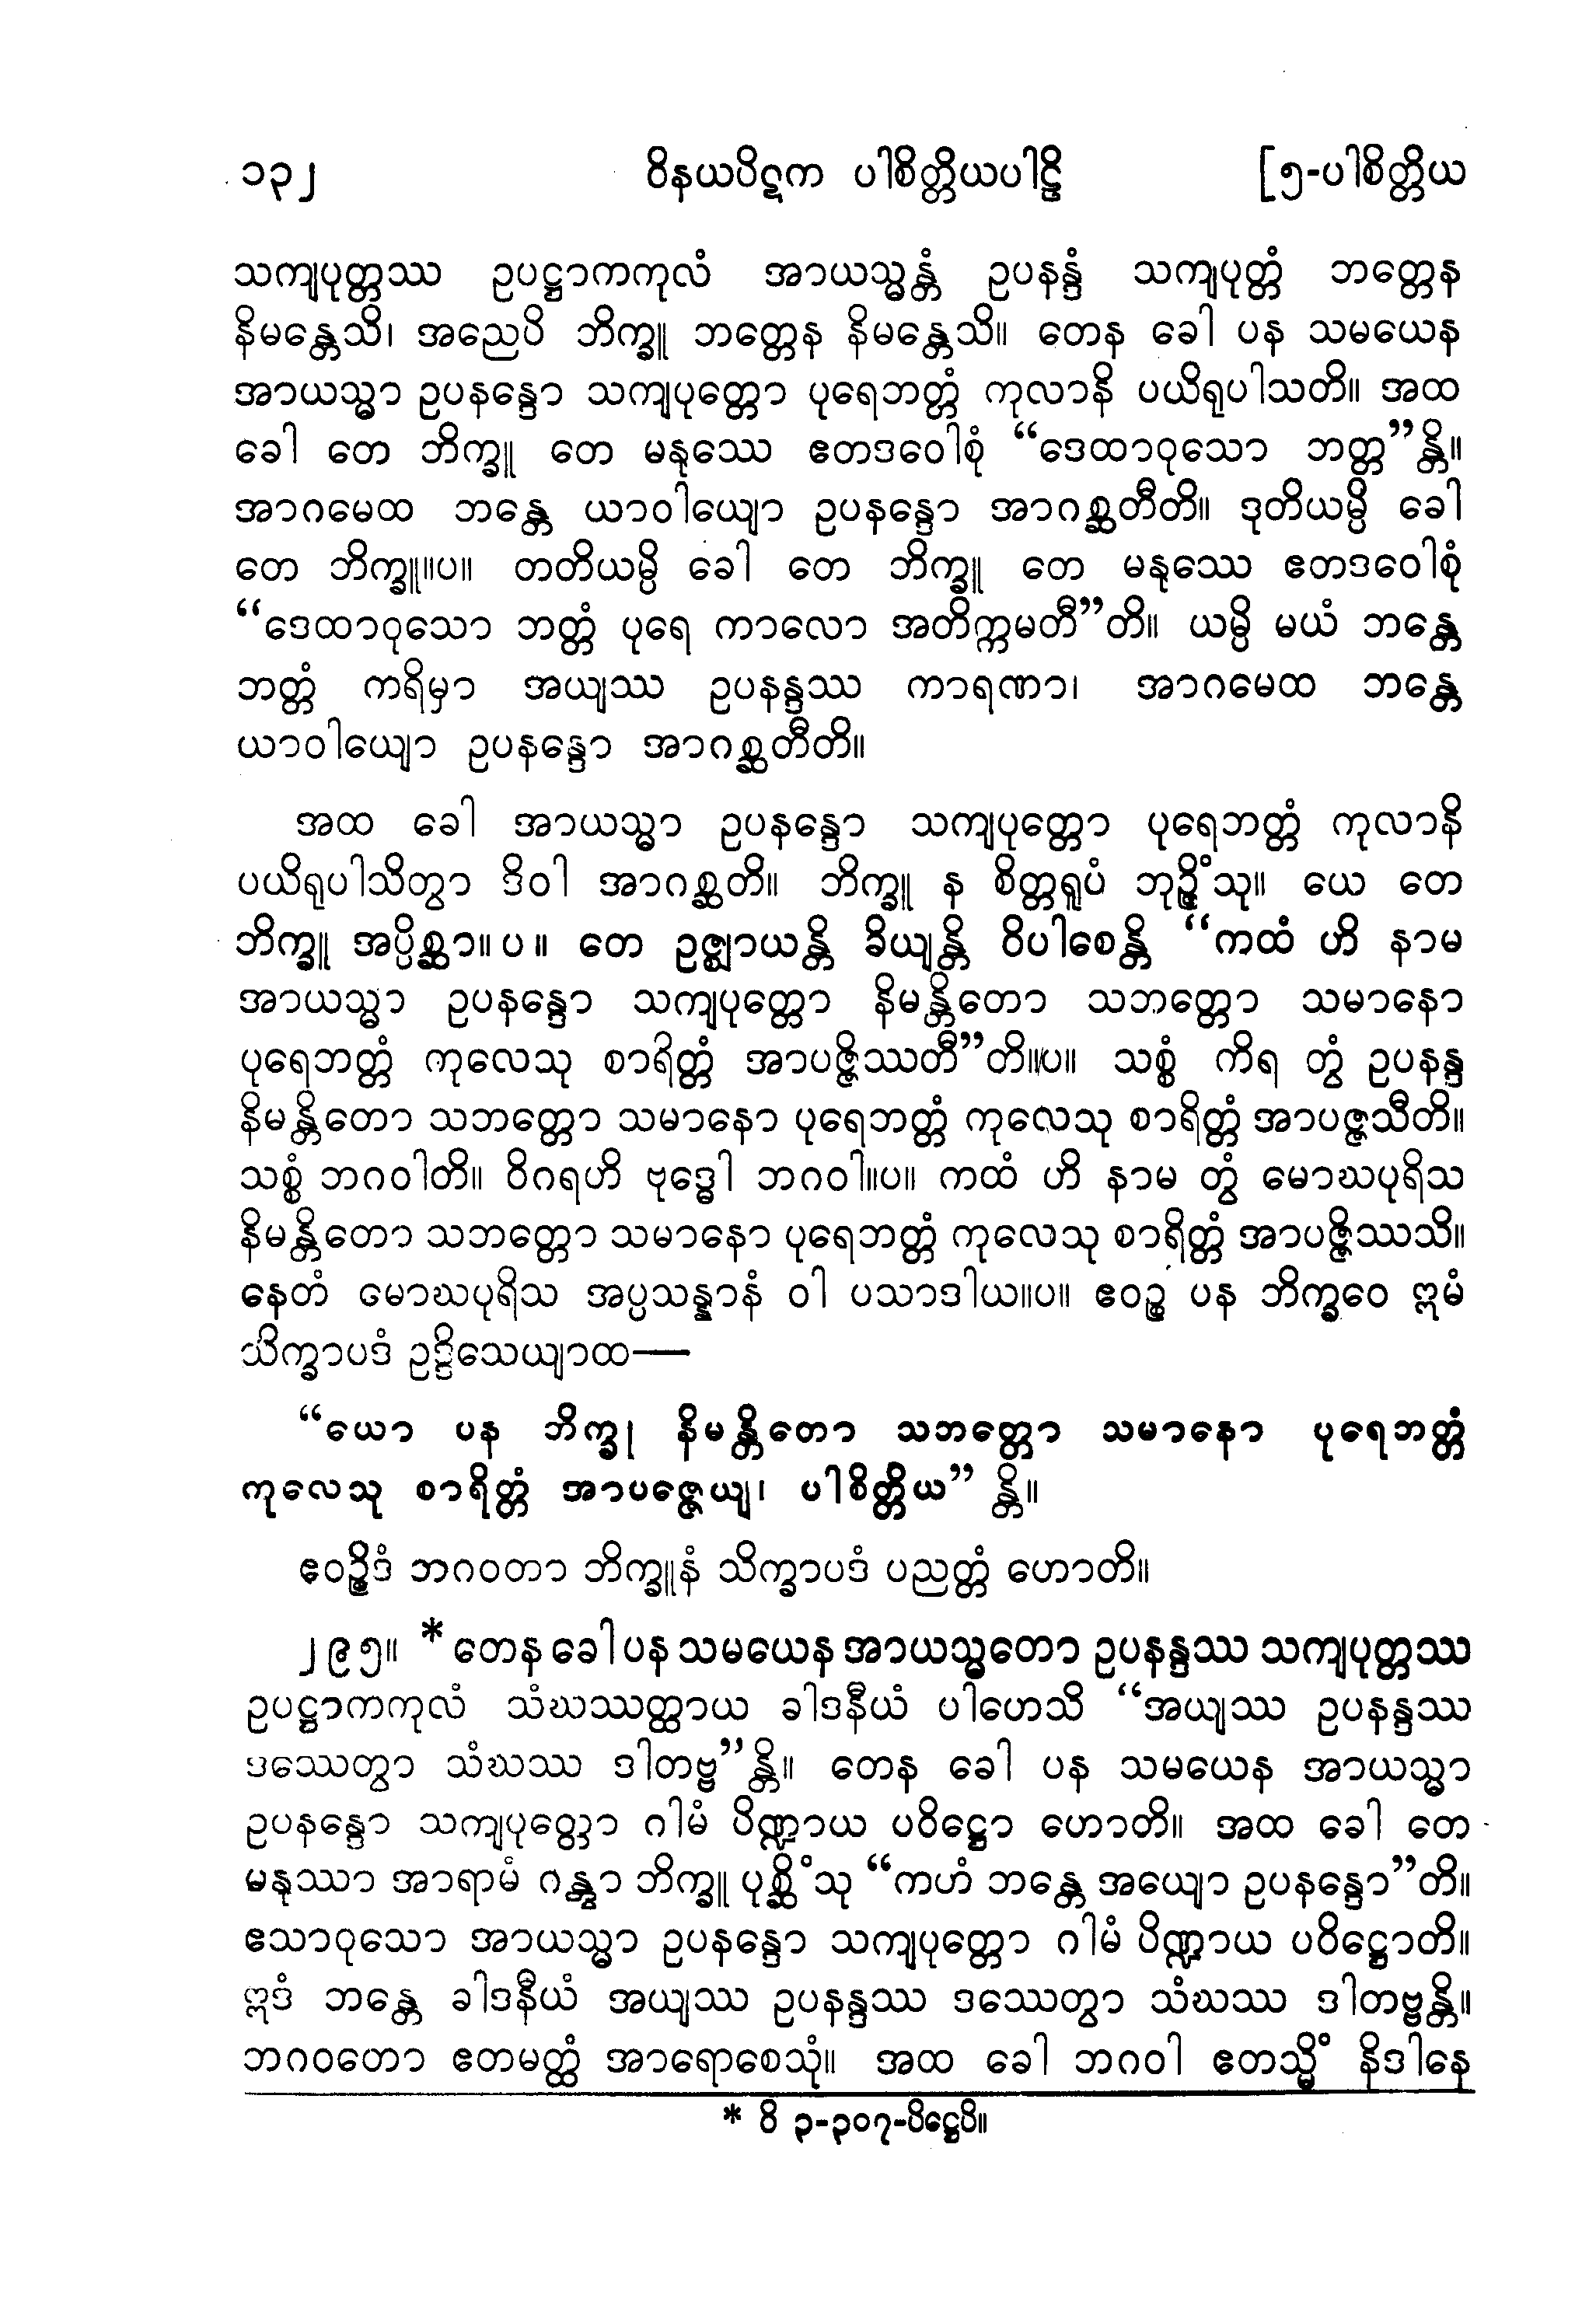 ၁၃၂ ဝိနယပိဋက ပါစိတ္တိယပါဠိ [၅-ပါစိတ္တိယ
သကျပုတ္တဿ ဥပဋ္ဌာကကုလံ အာယသ္မန္တံ ဥပနန္ဒံ သကျပုတ္တံ ဘတ္တေန
နိမန္တေသိ၊ အညေပိ ဘိက္ခူ ဘတ္တေန နိမန္တေသိ။ တေန ခေါ ပန သမယေန
အာယသ္မာ ဥပနန္ဒော သကျပုတ္တော ပုရေဘတ္တံ ကုလာနိ ပယိရုပါသတိ။ အထ
ခေါ တေ ဘိက္ခူ တေ မနုဿေ ဧတဒဝေါစုံ “ဒေထာဝုသော ဘတ္တ”န္တိ။
အာဂမေထ ဘန္တေ ယာဝါယျော ဥပနန္ဒော အာဂစ္ဆတီတိ။ ဒုတိယမ္ပိ ခေါ
တေ ဘိက္ခူ။ပ။ တတိယမ္ပိ ခေါ တေ ဘိက္ခူ တေ မနုဿေ ဧတဒဝေါစုံ
“ဒေထာဝုသော ဘတ္တံ ပုရေ ကာလော အတိက္ကမတီ”တိ။ ယမ္ပိ မယံ ဘန္တေ
ဘတ္တံ ကရိမှာ အယျဿ ဥပနန္ဒဿ ကာရဏာ၊ အာဂမေထ ဘန္တေ
ယာဝါယျော ဥပနန္ဒော အာဂစ္ဆတီတိ။
အထ ခေါ အာယသ္မာ ဥပနန္ဒော သကျပုတ္တော ပုရေဘတ္တံ ကုလာနိ
ပယိရုပါသိတွာ ဒိဝါ အာဂစ္ဆတိ။ ဘိက္ခူ န စိတ္တရူပံ ဘုဉ္ဇိံသု။ ယေ တေ
ဘိက္ခူ အပ္ပိစ္ဆာ။ ပ ။ တေ ဥဇ္ဈာယန္တိ ခိယျန္တိ ဝိပါစေန္တိ “ကထံ ဟိ နာမ
အာယသ္မာ ဥပနန္ဒော သကျပုတ္တော နိမန္တိတော သဘတ္တော သမာနော
ပုရေဘတ္တံ ကုလေသု စာရိတ္တံ အာပဇ္ဇိဿတီ”တိ။ပ။ သစ္စံ ကိရ တွံ ဥပနန္ဒ
နိမန္တိတော သဘတ္တော သမာနော ပုရေဘတ္တံ ကုလေသု စာရိတ္တံ အာပဇ္ဇသီတိ။
သစ္စံ ဘဂဝါတိ။ ဝိဂရဟိ ဗုဒ္ဓေါ ဘဂဝါ။ပ။ ကထံ ဟိ နာမ တွံ မောဃပုရိသ
နိမန္တိတော သဘတ္တော သမာနော ပုရေဘတ္တံ ကုလေသု စာရိတ္တံ အာပဇ္ဇိဿသိ။
နေတံ မောဃပုရိသ အပ္ပသန္နာနံ ဝါ ပသာဒါယ။ပ။ ဧဝဉ္စ ပန ဘိက္ခဝေ ဣမံ
သိက္ခာပဒံ ဥဒ္ဒိသေယျာထ—
“ယော ပန ဘိက္ခု နိမန္တိတော သဘတ္တော သမာနော ပုရေဘတ္တံ
ကုလေသု စာရိတ္တံ အာပဇ္ဇေယျ၊ ပါစိတ္တိယ” န္တိ။
ဧဝဉ္စိဒံ ဘဂဝတာ ဘိက္ခူနံ သိက္ခာပဒံ ပညတ္တံ ဟောတိ။
၂၉၅။ * တေန ခေါ ပန သမယေန အာယသ္မတော ဥပနန္ဒဿ သကျပုတ္တဿ
ဥပဋ္ဌာကကုလံ သံဃဿတ္ထာယ ခါဒနီယံ ပါဟေသိ “အယျဿ ဥပနန္ဒဿ
ဒဿေတွာ သံဃဿ ဒါတဗ္ဗ”န္တိ။ တေန ခေါ ပန သမယေန အာယသ္မာ
ဥပနန္ဒော သကျပုတ္တော ဂါမံ ပိဏ္ဍာယ ပဝိဋ္ဌော ဟောတိ။ အထ ခေါ တေ
မနုဿာ အာရာမံ ဂန္တွာ ဘိက္ခူ ပုစ္ဆိံသု “ကဟံ ဘန္တေ အယျော ဥပနန္ဒော”တိ။
ဧသာဝုသော အာယသ္မာ ဥပနန္ဒော သကျပုတ္တော ဂါမံ ပိဏ္ဍာယ ပဝိဋ္ဌောတိ။
ဣဒံ ဘန္တေ ခါဒနီယံ အယျဿ ဥပနန္ဒဿ ဒဿေတွာ သံဃဿ ဒါတဗ္ဗန္တိ။
ဘဂဝတော ဧတမတ္ထံ အာရောစေသုံ။ အထ ခေါ ဘဂဝါ ဧတသ္မိံ နိဒါနေ
* ဝိ ၃-၃၀၇-ပိဋ္ဌေပိ။